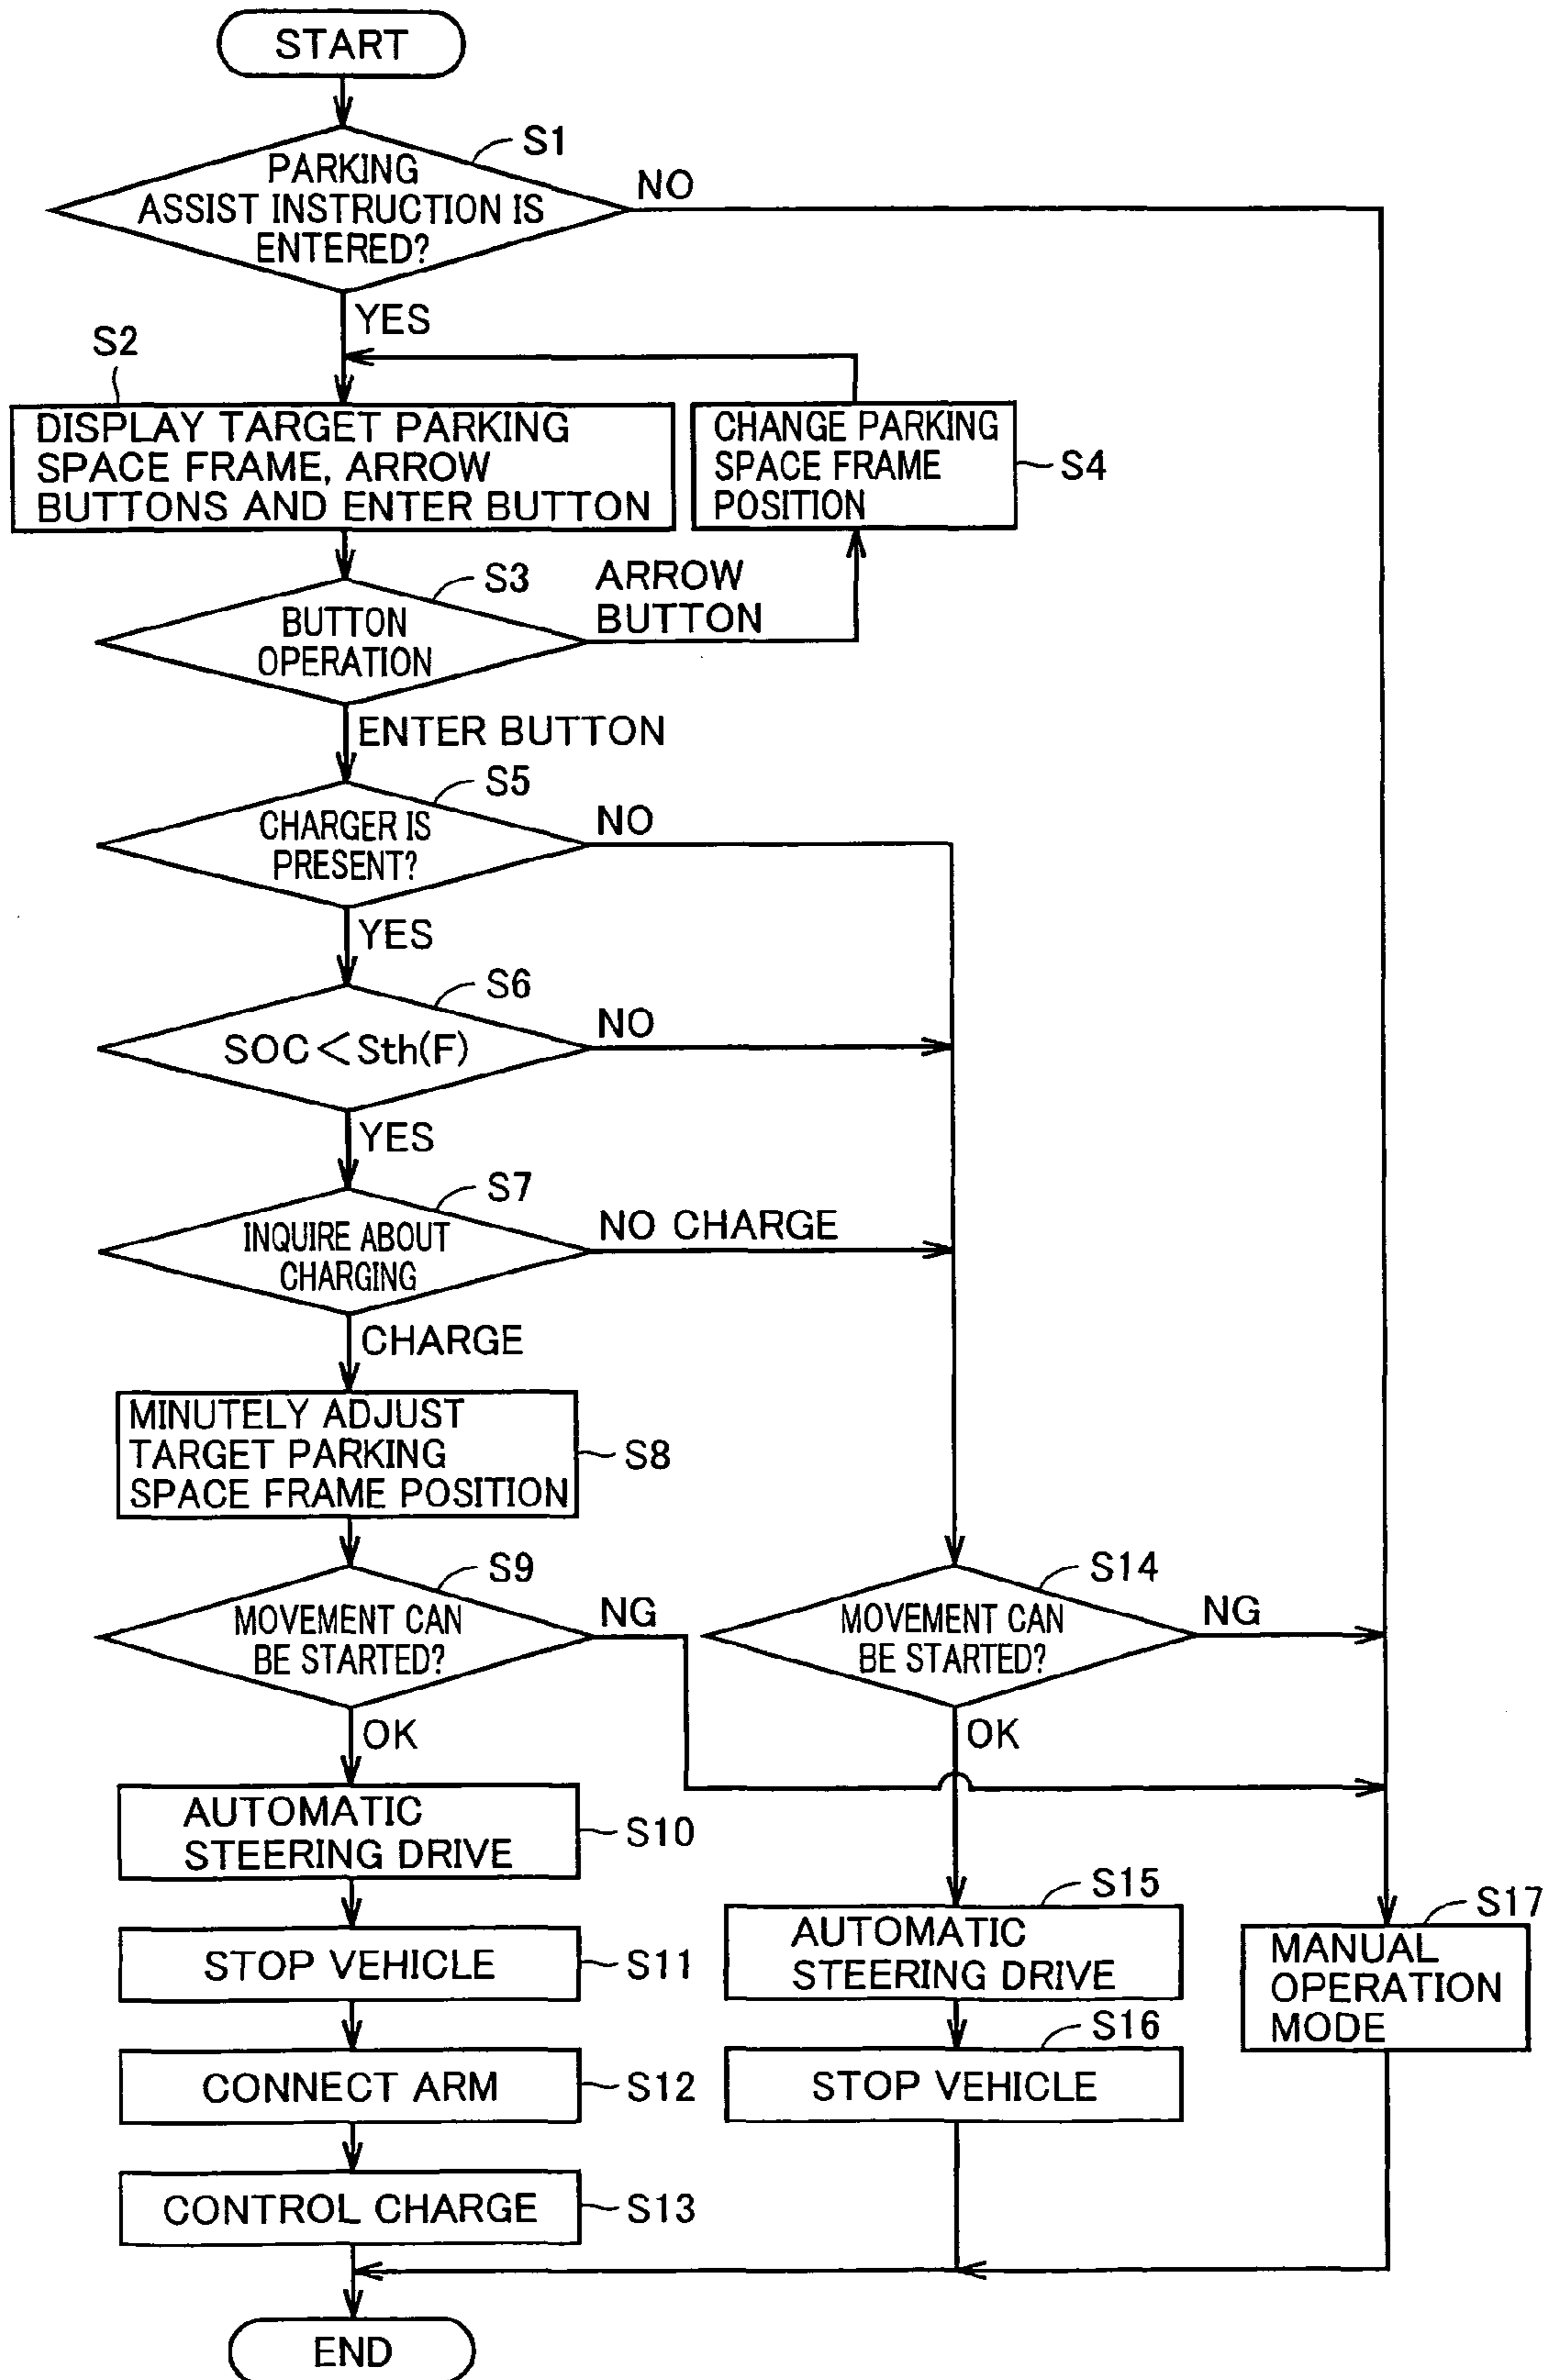 START
S1
PARKING
ASSIST INSTRUCTION IS
ENTERED?
NO
YES
S2
DISPLAY TARGET PARKING
SPACE FRAME, ARROW
BUTTONS AND ENTER BUTTON
CHANGE PARKING
SPACE FRAME
POSITION
S4
S3
BUTTON
OPERATION
ARROW
BUTTON
ENTER BUTTON
S5
CHARGER IS
PRESENT?
NO
YES
S6
SOC<Sth(F)
NO
YES
S7
INQUIRE ABOUT
CHARGING
NO CHARGE
CHARGE
MINUTELY ADJUST
TARGET PARKING
SPACE FRAME POSITION
S8
S9
MOVEMENT CAN
BE STARTED?
NG
OK
S14
MOVEMENT CAN
BE STARTED?
NG
OK
AUTOMATIC
STEERING DRIVE
S10
STOP VEHICLE
S11
CONNECT ARM
S12
CONTROL CHARGE
S13
S15
AUTOMATIC
STEERING DRIVE
S16
STOP VEHICLE
S17
MANUAL
OPERATION
MODE
END